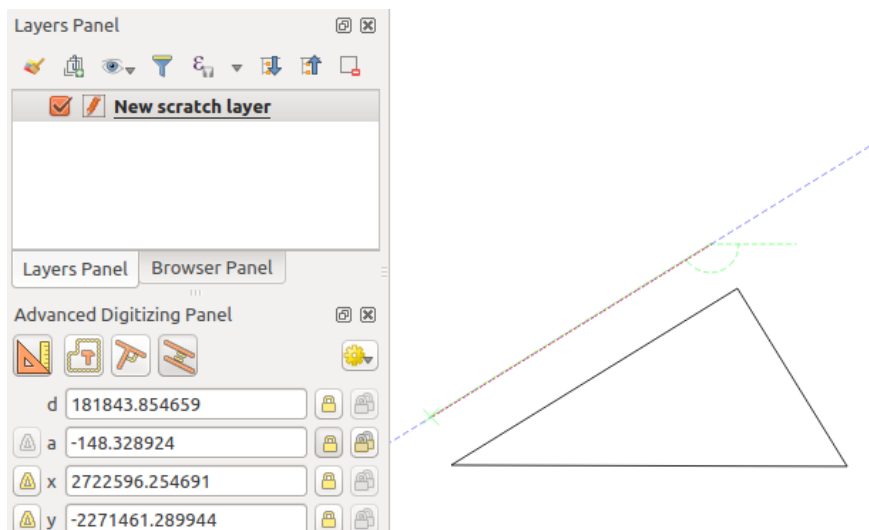 Layers Panel
New scratch layer
Layers Panel Browser Panel
Advanced Digitizing Panel
d 181843.854659
a -148.328924
x 2722596.254691
y -2271461.289944